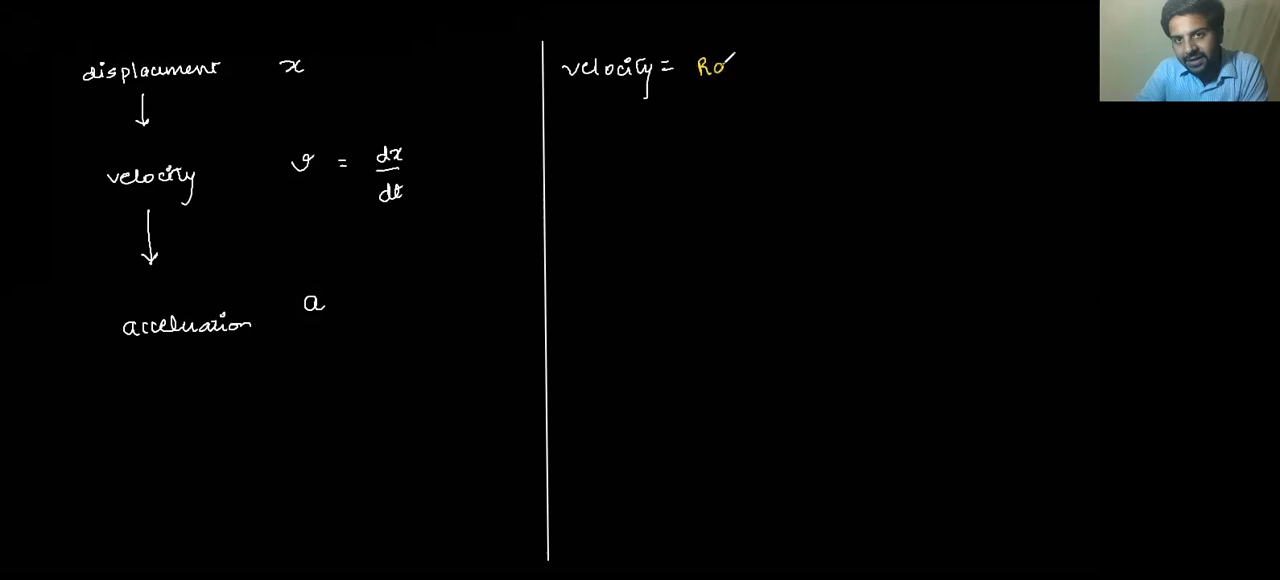 displacement x
velocity v = dx/dt
acceleration a
velocity = Ro